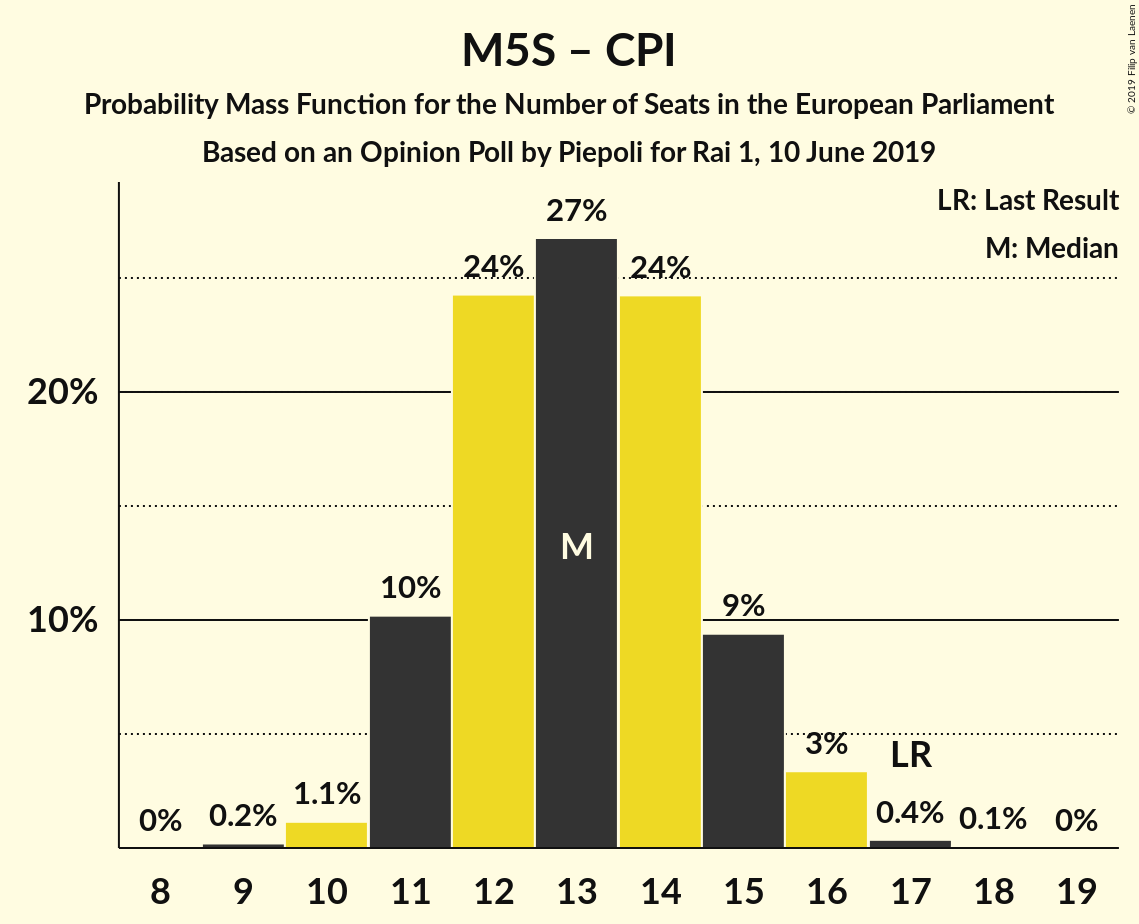 M5S – CPI
Probability Mass Function for the Number of Seats in the European Parliament
Based on an Opinion Poll by Piepoli for Rai 1, 10 June 2019
© 2019 Filip van Laenen
LR: Last Result
M: Median
27%
24%
24%
20%
M
10%
9%
10%
3%
LR
1.1%
0%
0.2%
0.4%
0.1%
0%
8 9 10 11 12 13 14 15 16 17 18 19